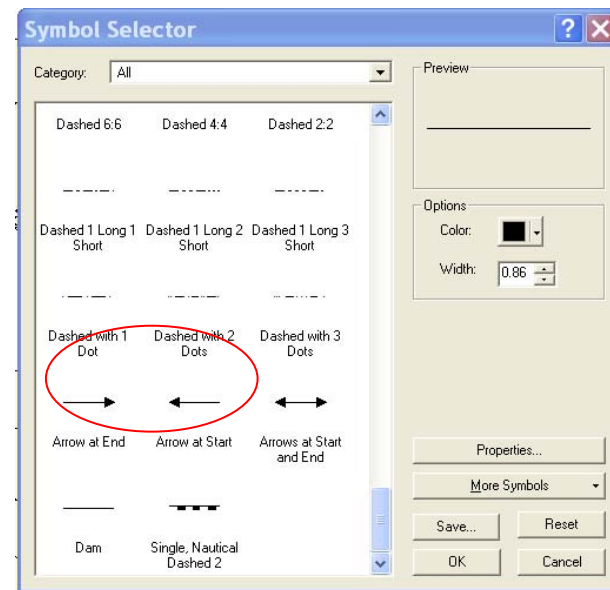 Symbol Selector
Category: All
Preview
Dashed 6:6 Dashed 4:4 Dashed 2:2
Dashed 1 Long 1 Short
Dashed 1 Long 2 Short
Dashed 1 Long 3 Short
Dashed with 1 Dot
Dashed with 2 Dots
Dashed with 3 Dots
Arrow at End
Arrow at Start
Arrows at Start and End
Dam
Single, Nautical Dashed 2
Options
Color:
Width: 0.86
Properties...
More Symbols
Save... Reset
OK Cancel